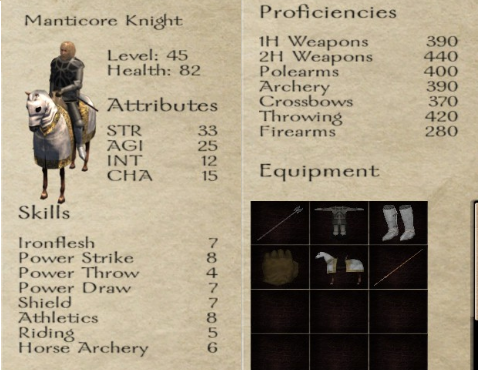 Manticore Knight
Level: 45
Health: 82
Attributes
STR 33
AGI 25
INT 12
CHA 15
Skills
Ironflesh 7
Power Strike 8
Power Throw 4
Power Draw 7
Shield 7
Athletics 8
Riding 5
Horse Archery 6
Proficiencies
1H Weapons 390
2H Weapons 440
Polearms 400
Archery 390
Crossbows 370
Throwing 420
Firearms 280
Equipment